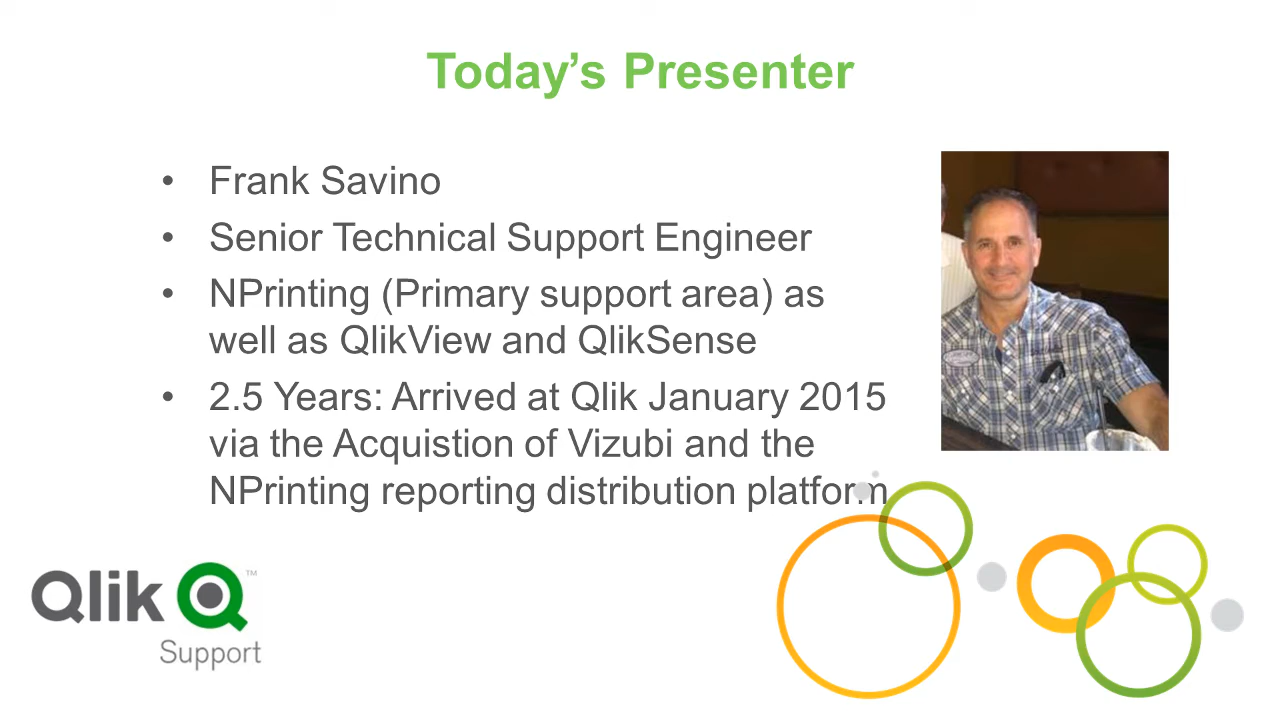 Today’s Presenter
• Frank Savino
• Senior Technical Support Engineer
• NPrinting (Primary support area) as
well as QlikView and QlikSense
• 2.5 Years: Arrived at Qlik January 2015
via the Acquistion of Vizubi and the
NPrinting reporting distribution platform
Qlik ™
Support